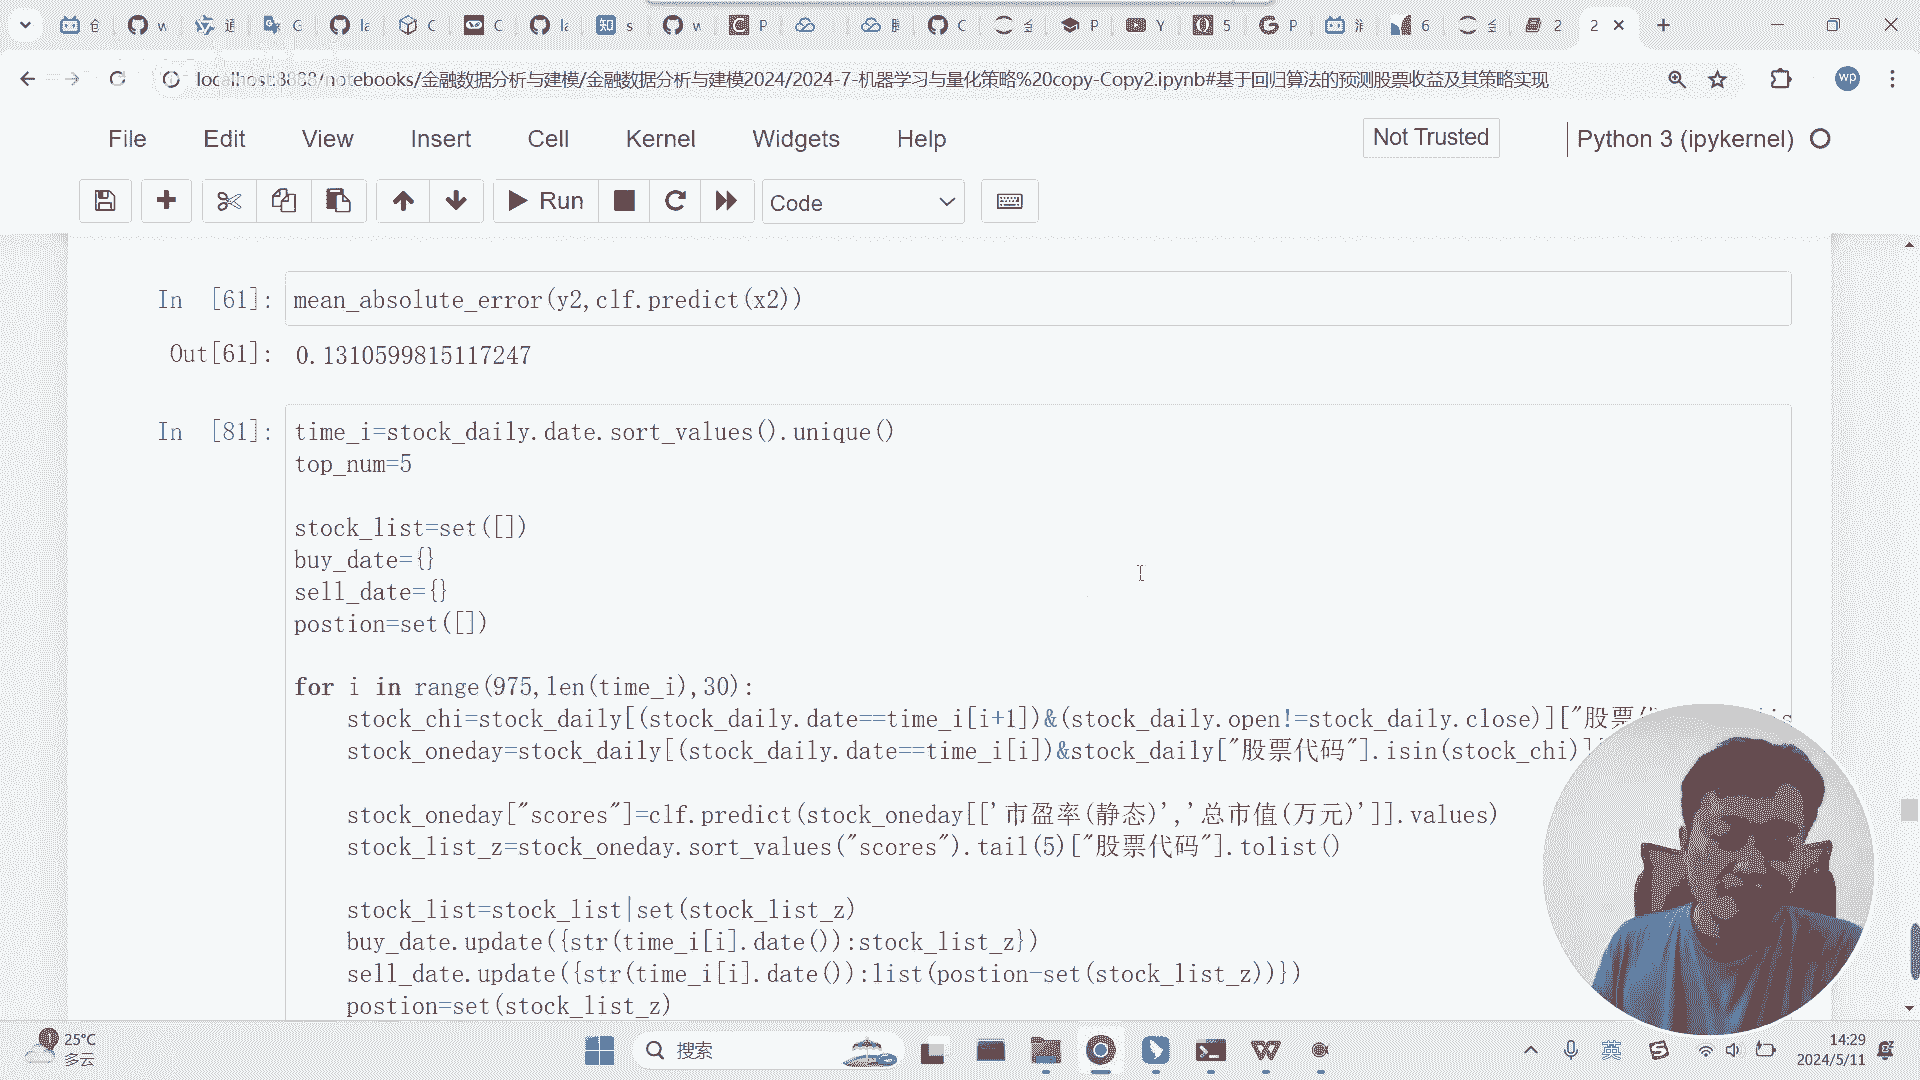 localhost:8888/notebooks/金融数据分析与建模/金融数据分析与建模2024/2024-7-机器学习与量化策略%20copy-Copy2.ipynb#基于回归算法的预测股票收益及其策略实现
wp
File Edit View Insert Cell Kernel Widgets Help
Not Trusted
Python 3 (ipykernel)
Run
Code
In [61]: mean_absolute_error(y2,clf.predict(x2))
Out[61]: 0.1310599815117247
In [81]: time_i=stock_daily.date.sort_values().unique()
top_num=5
stock_list=set([])
buy_date={}
sell_date={}
postion=set([])
for i in range(975,len(time_i),30):
stock_chi=stock_daily[(stock_daily.date==time_i[i+1])&(stock_daily.open!=stock_daily.close)]["股票
stock_oneday=stock_daily[(stock_daily.date==time_i[i])&stock_daily["股票代码"].isin(stock_chi)]
stock_oneday["scores"]=clf.predict(stock_oneday[['市盈率(静态)','总市值(万元)']].values)
stock_list_z=stock_oneday.sort_values("scores").tail(5)["股票代码"].tolist()
stock_list=stock_list|set(stock_list_z)
buy_date.update({str(time_i[i].date()):stock_list_z})
sell_date.update({str(time_i[i].date()):list(postion-set(stock_list_z))})
postion=set(stock_list_z)
25°C
多云
搜索
英
14:29
2024/5/11